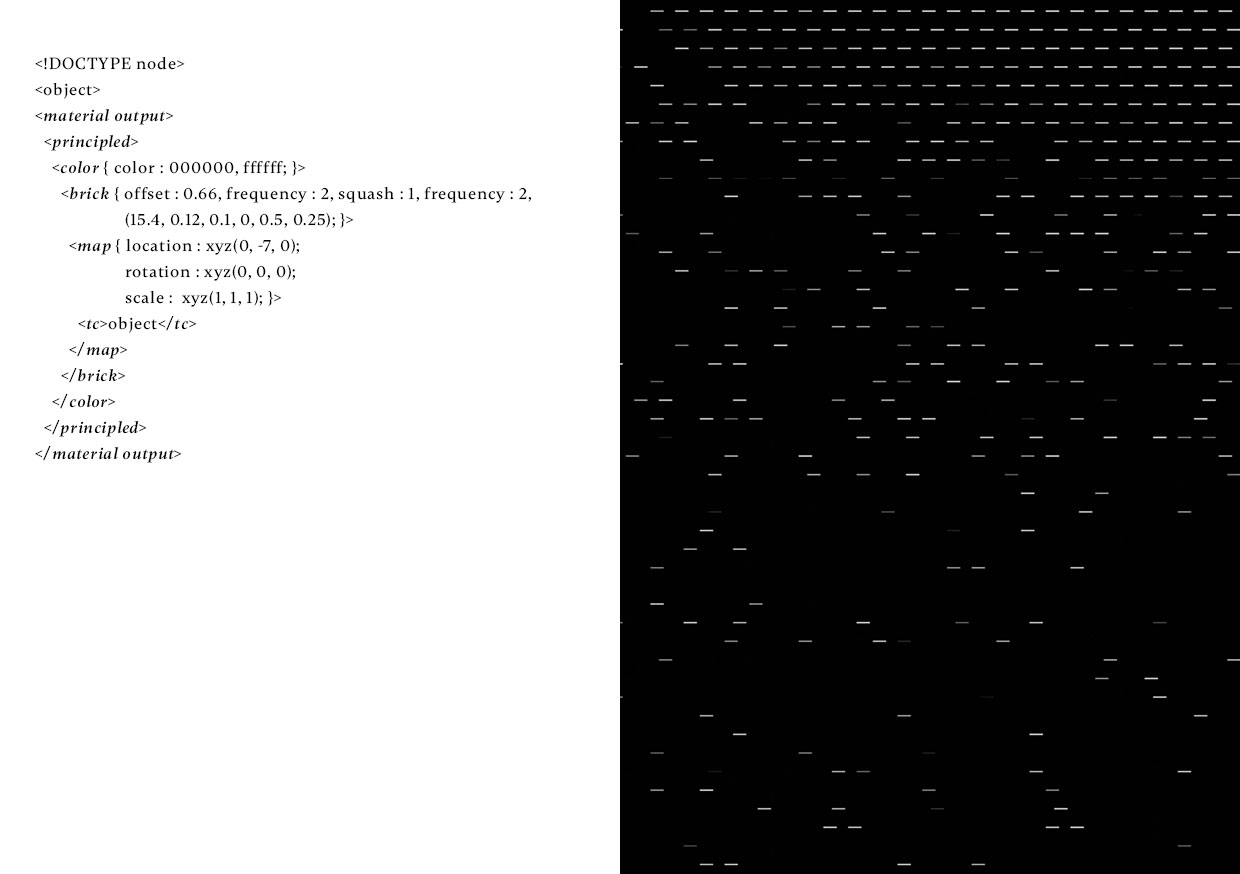 <!DOCTYPE node>
<object>
<material output>
<principled>
<color { color : 000000, ffffff; }>
<brick { offset : 0.66, frequency : 2, squash : 1, frequency : 2,
(15.4, 0.12, 0.1, 0, 0.5, 0.25); }>
<map { location : xyz(0, -7, 0);
rotation : xyz(0, 0, 0);
scale :  xyz(1, 1, 1); }>
<tc>object</tc>
</map>
</brick>
</color>
</principled>
</material output>